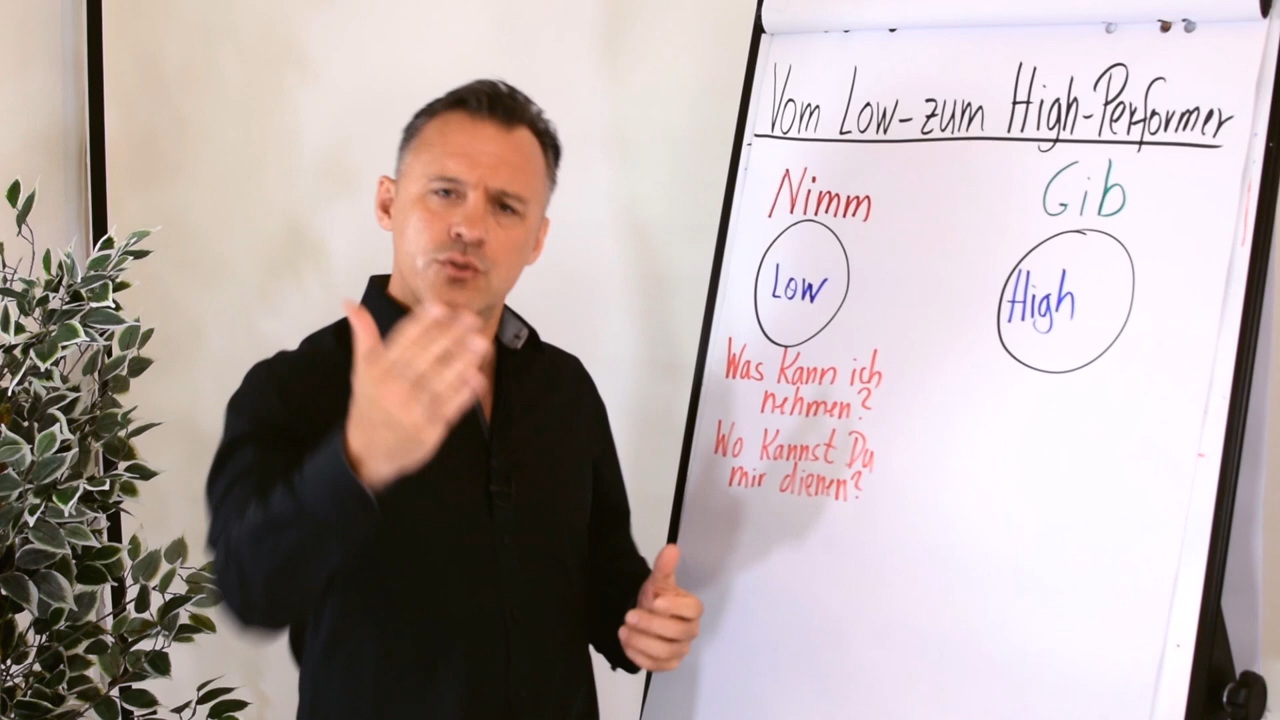 Vom Low-zum High-Performer
Nimm
Gib
Low
High
Was Kann ich
nehmen?
Wo Kannst Du
mir dienen?